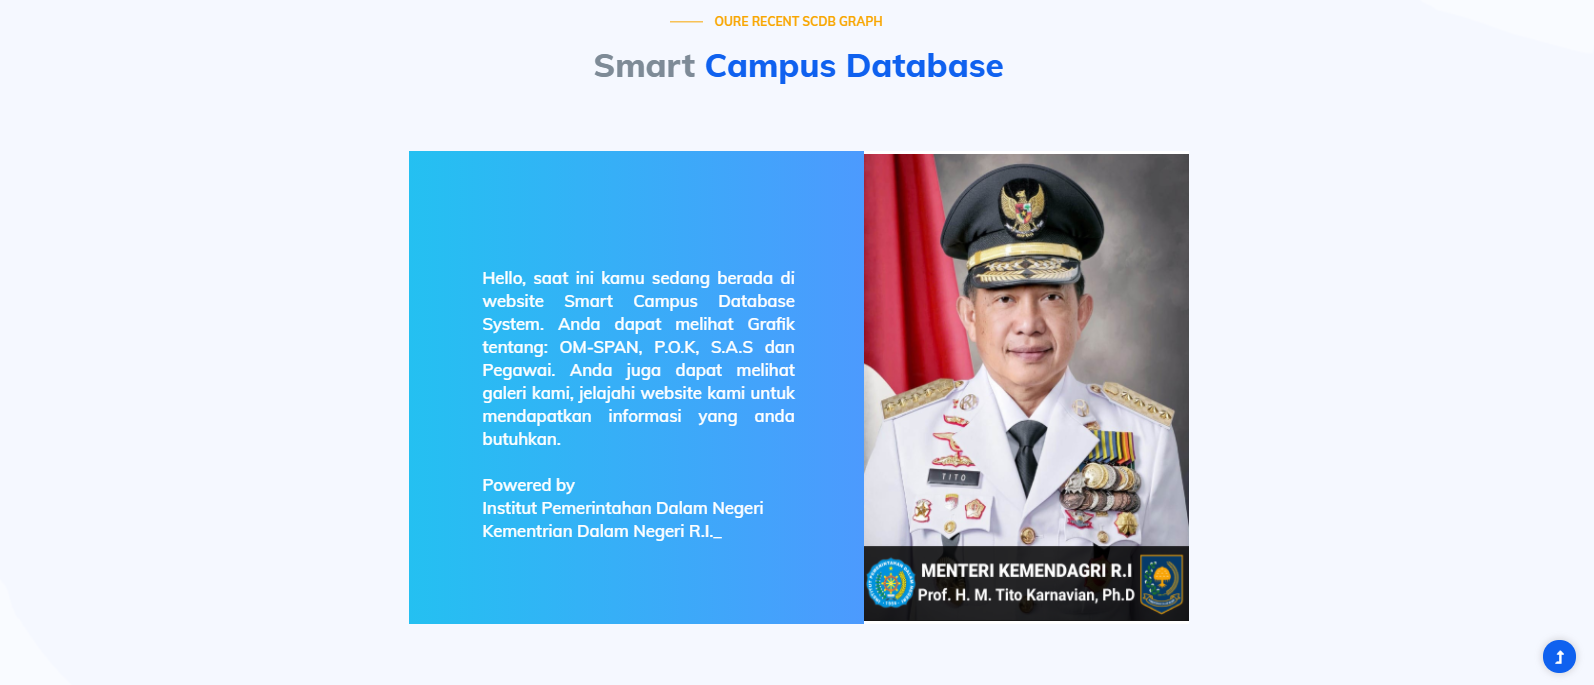 OURE RECENT SCDB GRAPH
Smart Campus Database
Hello, saat ini kamu sedang berada di
website Smart Campus Database
System. Anda dapat melihat Grafik
tentang: OM-SPAN, P.O.K, S.A.S dan
Pegawai. Anda juga dapat melihat
galeri kami, jelajahi website kami untuk
mendapatkan informasi yang anda
butuhkan.
Powered by
Institut Pemerintahan Dalam Negeri
Kementrian Dalam Negeri R.I._
TITO
MENTERI KEMENDAGRI R.I
Prof. H. M. Tito Karnavian, Ph.D